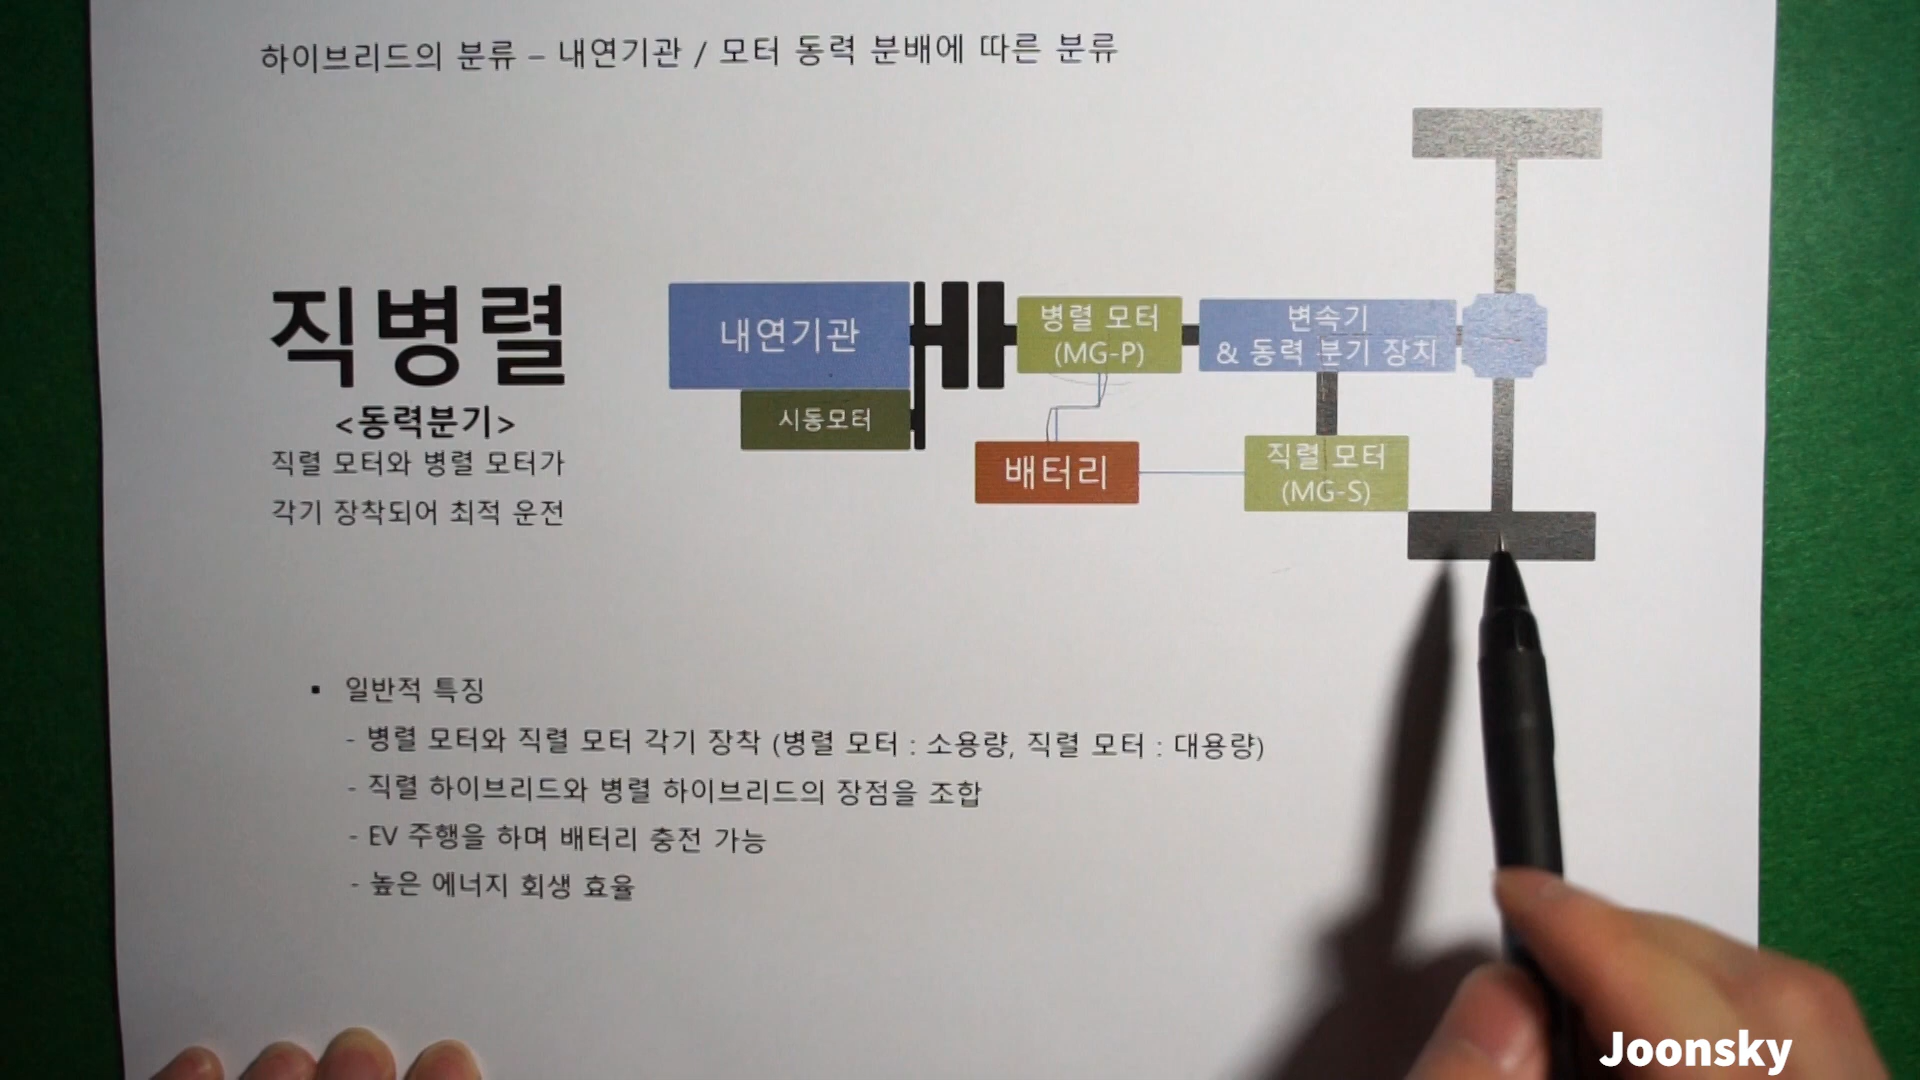 하이브리드의 분류 – 내연기관 / 모터 동력 분배에 따른 분류
직병렬
<동력분기>
직렬 모터와 병렬 모터가
각기 장착되어 최적 운전
내연기관
시동모터
병렬 모터
(MG-P)
변속기
& 동력 분기 장치
배터리
직렬 모터
(MG-S)
▪ 일반적 특징
- 병렬 모터와 직렬 모터 각기 장착 (병렬 모터 : 소용량, 직렬 모터 : 대용량)
- 직렬 하이브리드와 병렬 하이브리드의 장점을 조합
- EV 주행을 하며 배터리 충전 가능
- 높은 에너지 회생 효율
Joonsky